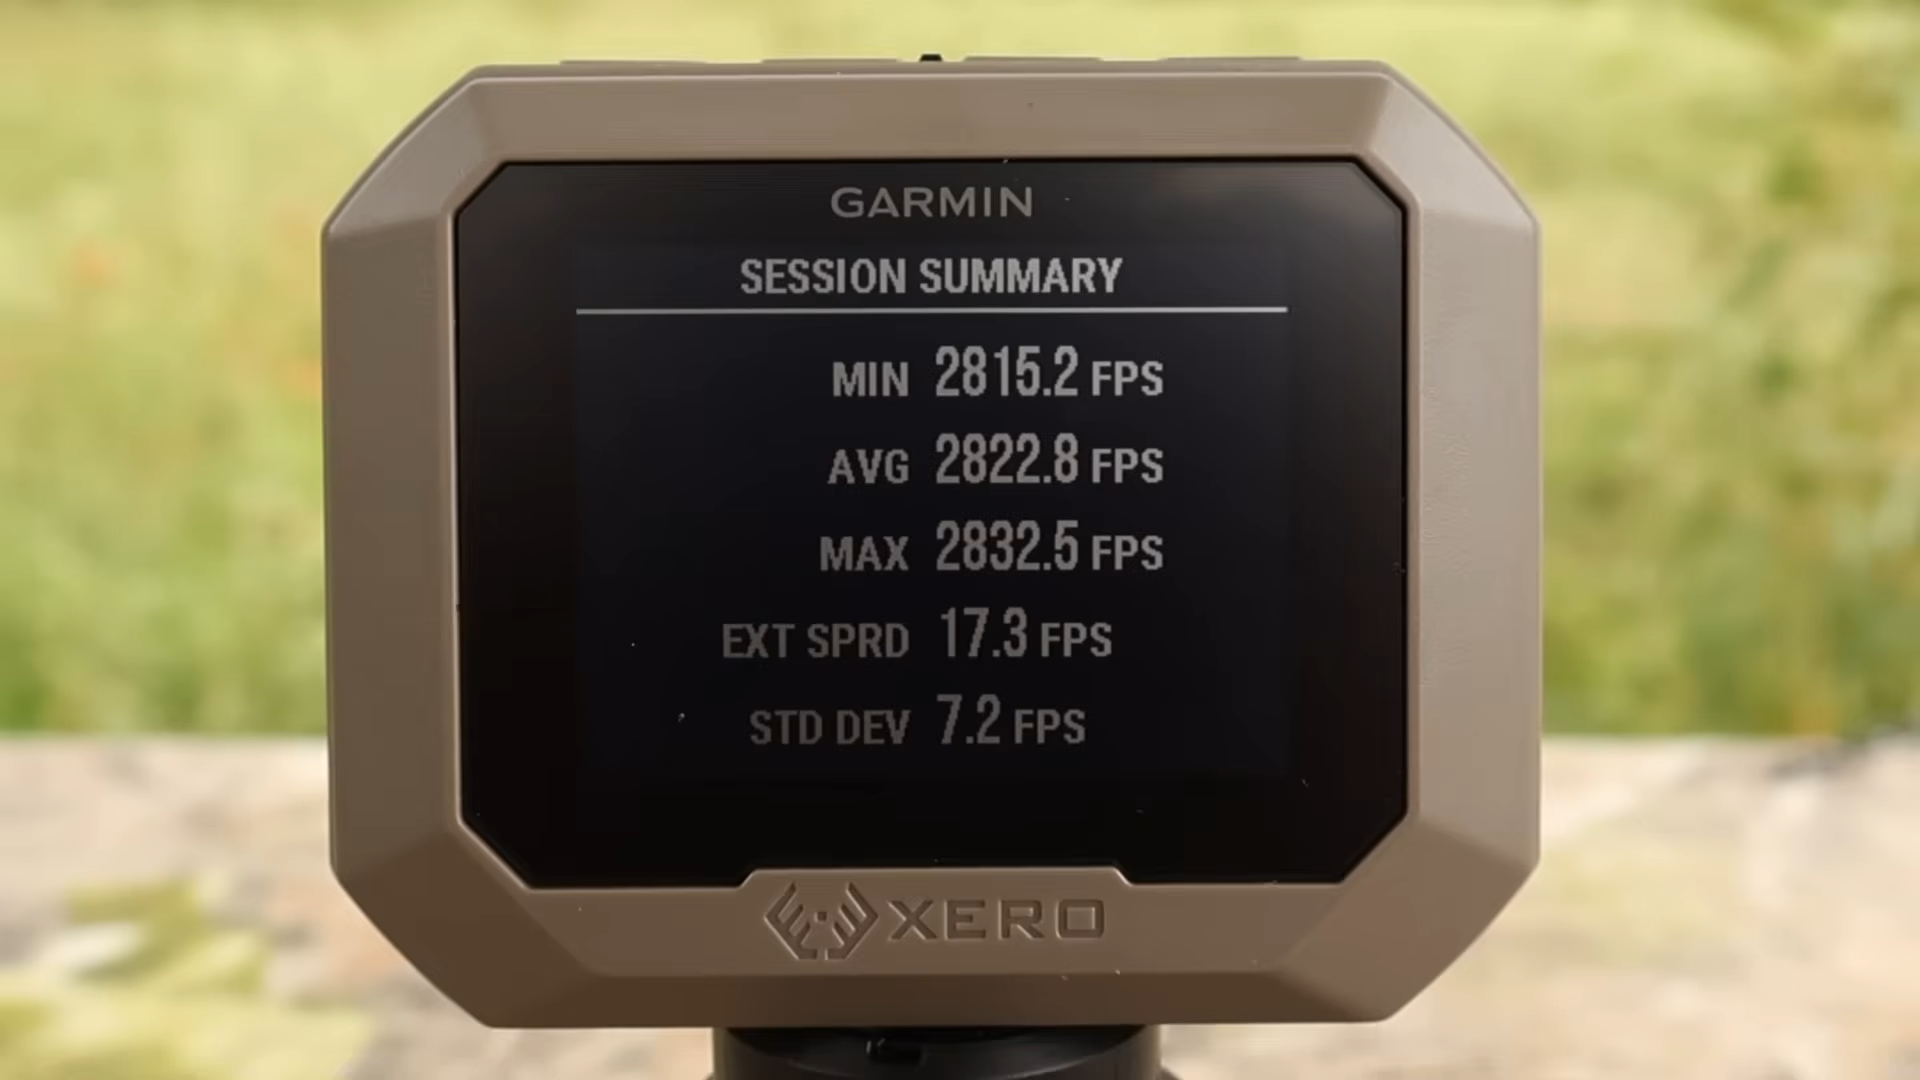 GARMIN
SESSION SUMMARY
MIN 2815.2 FPS
AVG 2822.8 FPS
MAX 2832.5 FPS
EXT SPRD 17.3 FPS
STD DEV 7.2 FPS
XERO